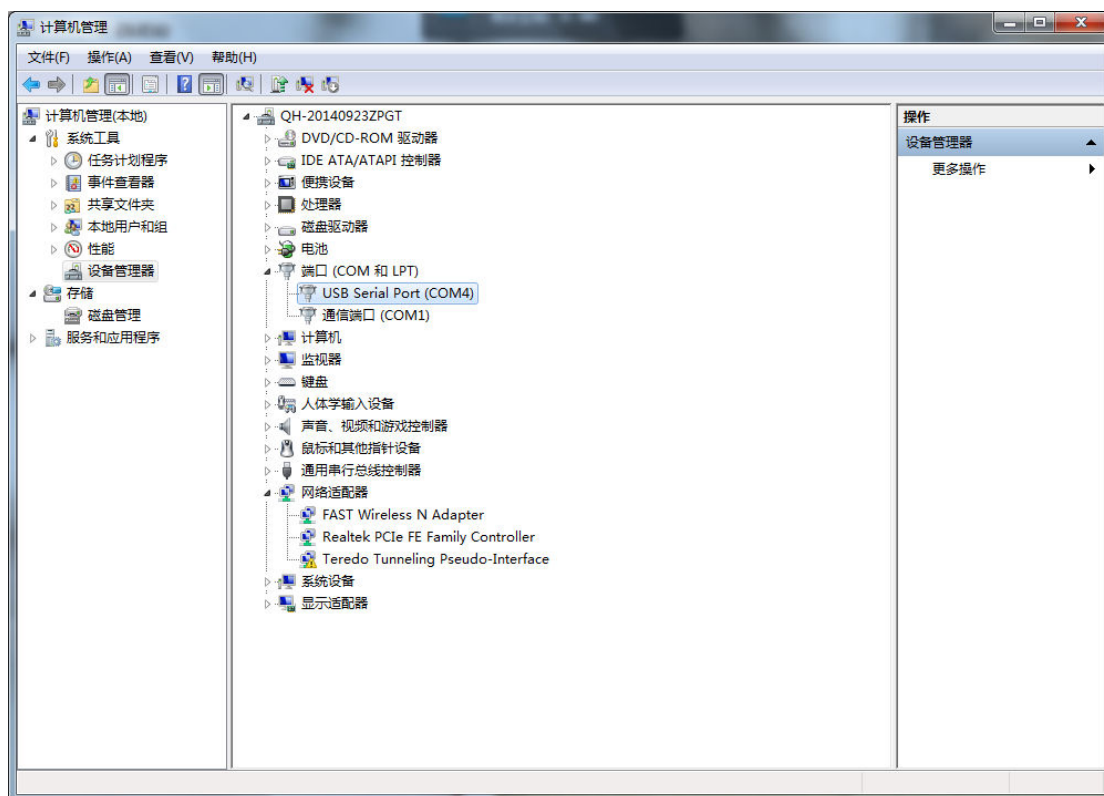 计算机管理
文件(F) 操作(A) 查看(V) 帮助(H)
计算机管理(本地)
系统工具
任务计划程序
事件查看器
共享文件夹
本地用户和组
性能
设备管理器
存储
磁盘管理
服务和应用程序
QH-20140923ZPGT
DVD/CD-ROM 驱动器
IDE ATA/ATAPI 控制器
便携设备
处理器
磁盘驱动器
电池
端口 (COM 和 LPT)
USB Serial Port (COM4)
通信端口 (COM1)
计算机
监视器
键盘
人体学输入设备
声音、视频和游戏控制器
鼠标和其他指针设备
通用串行总线控制器
网络适配器
FAST Wireless N Adapter
Realtek PCIe FE Family Controller
Teredo Tunneling Pseudo-Interface
系统设备
显示适配器
操作
设备管理器
更多操作